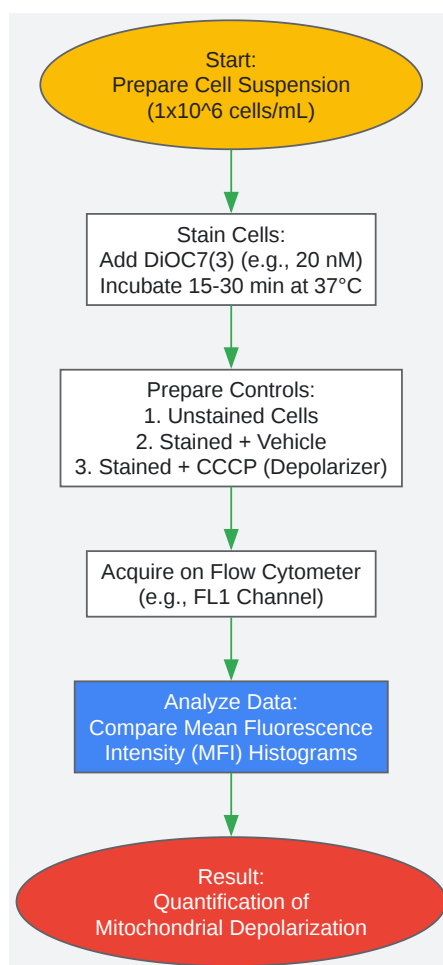 Start:
Prepare Cell Suspension
(1x10^6 cells/mL)
Stain Cells:
Add DiOC7(3) (e.g., 20 nM)
Incubate 15-30 min at 37°C
Prepare Controls:
1. Unstained Cells
2. Stained + Vehicle
3. Stained + CCCP (Depolarizer)
Acquire on Flow Cytometer
(e.g., FL1 Channel)
Analyze Data:
Compare Mean Fluorescence
Intensity (MFI) Histograms
Result:
Quantification of
Mitochondrial Depolarization